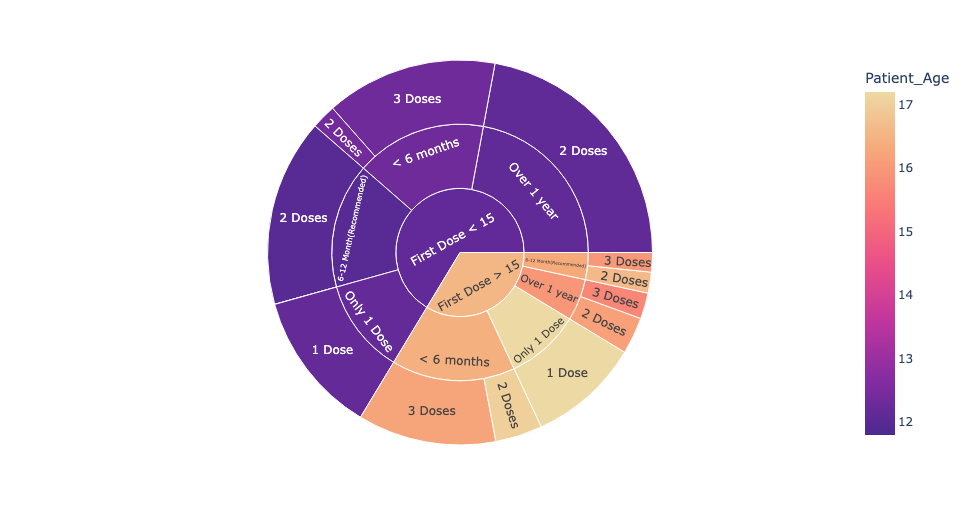 Patient_Age
17
16
15
14
13
12
First Dose < 15
Over 1 year
2 Doses
< 6 months
3 Doses
2 Doses
6-12 Month(Recommended)
2 Doses
Only 1 Dose
1 Dose
First Dose > 15
< 6 months
3 Doses
2 Doses
Only 1 Dose
1 Dose
Over 1 year
3 Doses
2 Doses
6-12 Month(Recommended)
3 Doses
2 Doses